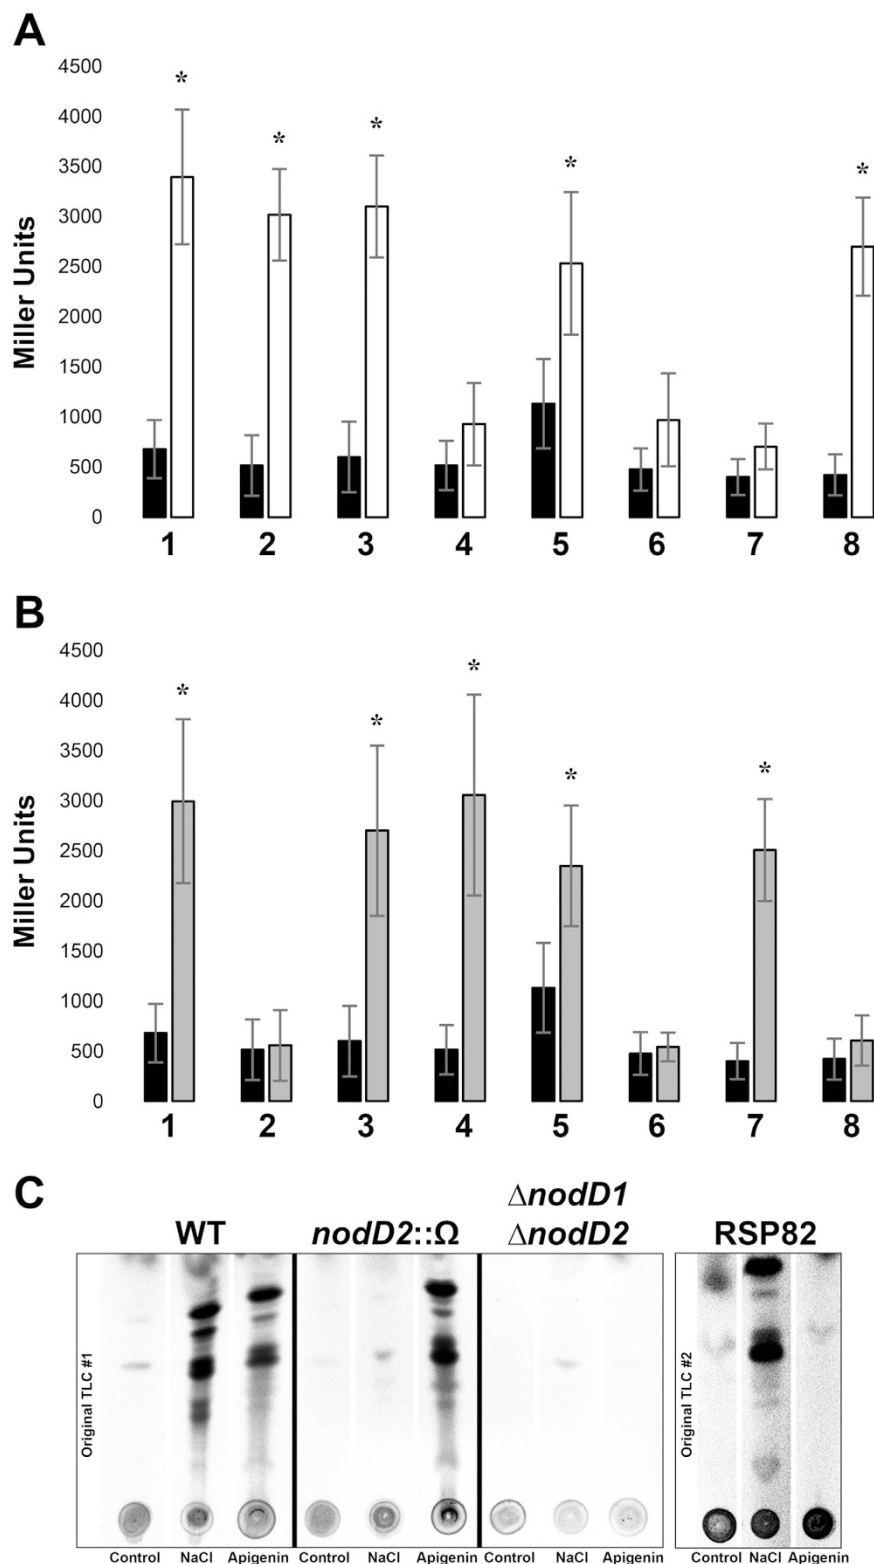 A
4500
*
4000
*
*
3500
*
*
3000
2500
2000
1500
1000
500
0
Miller Units
1 2 3 4 5 6 7 8
B
4500
*
4000
*
*
3500
*
*
3000
2500
2000
1500
1000
500
0
Miller Units
1 2 3 4 5 6 7 8
C
WT
nodD2::Ω
ΔnodD1
ΔnodD2
RSP82
Original TLC #1
Original TLC #2
Control NaCl Apigenin Control NaCl Apigenin Control NaCl Apigenin Control NaCl Apigenin